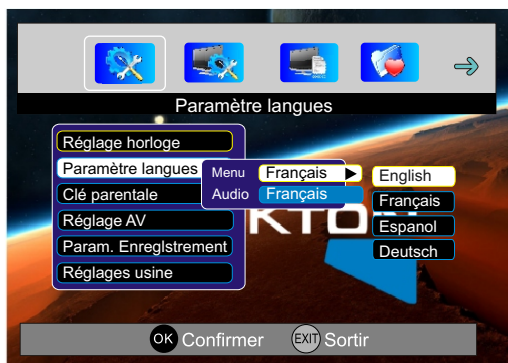 Paramètre langues
Réglage horloge
Paramètre langues
Clé parentale
Réglage AV
Param. EnregIstrement
Réglages usine
Menu Français
Audio Français
English
Français
Espanol
Deutsch
OK Confirmer EXIT Sortir